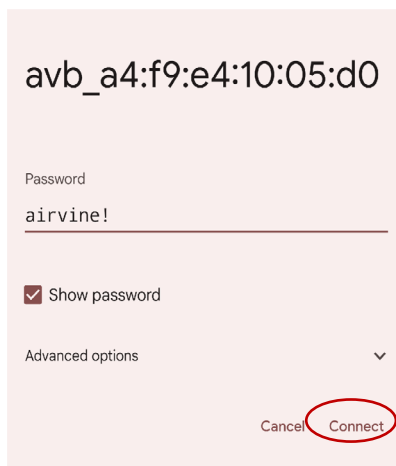 avb_a4:f9:e4:10:05:d0
Password
airvine!
Show password
Advanced options
Cancel Connect